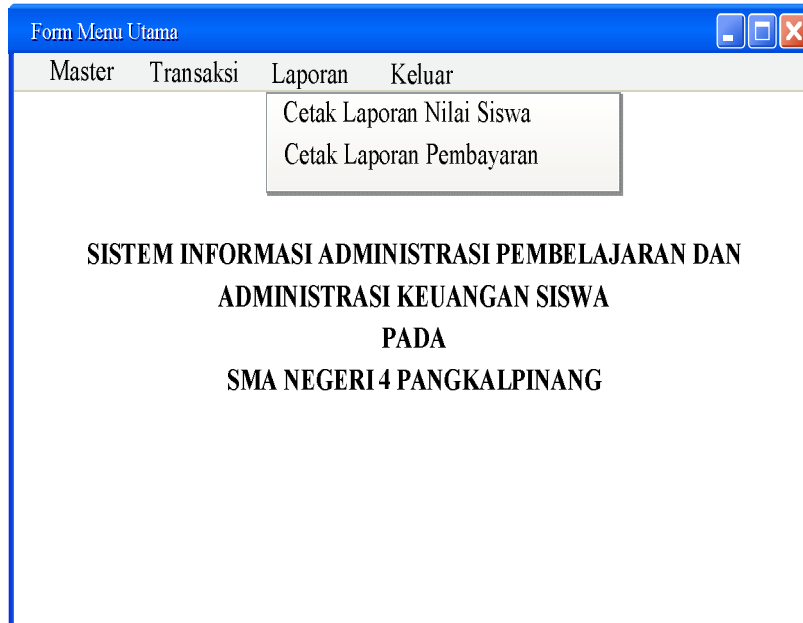 Form Menu Utama
Master Transaksi Laporan Keluar
Cetak Laporan Nilai Siswa
Cetak Laporan Pembayaran
SISTEM INFORMASI ADMINISTRASI PEMBELAJARAN DAN
ADMINISTRASI KEUANGAN SISWA
PADA
SMA NEGERI 4 PANGKALPINANG